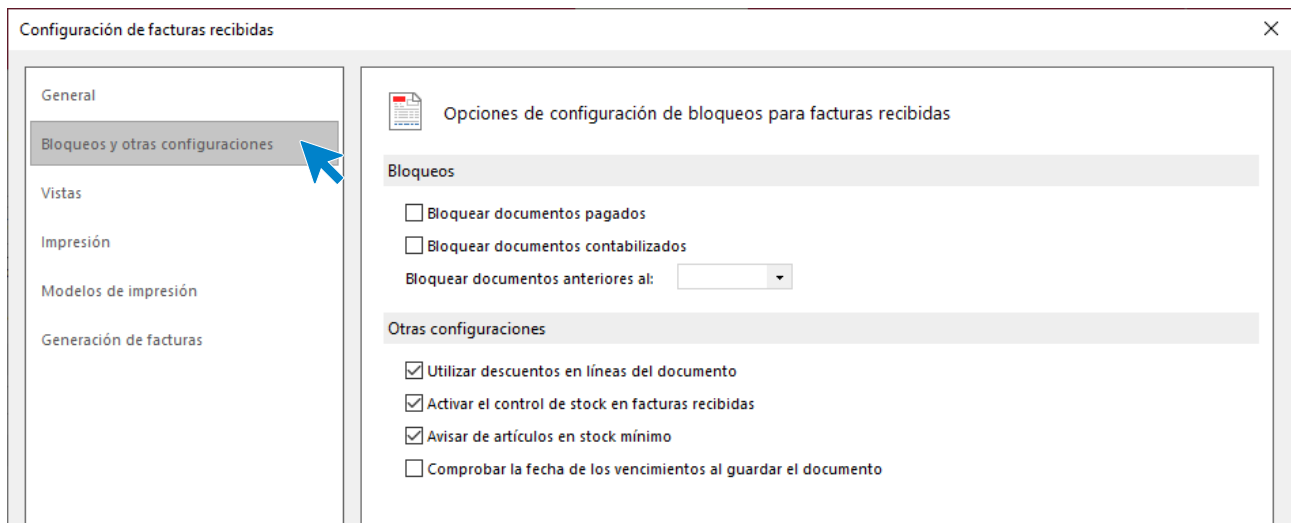 Configuración de facturas recibidas
General
Bloqueos y otras configuraciones
Vistas
Impresión
Modelos de impresión
Generación de facturas
Opciones de configuración de bloqueos para facturas recibidas
Bloqueos
Bloquear documentos pagados
Bloquear documentos contabilizados
Bloquear documentos anteriores al:
Otras configuraciones
Utilizar descuentos en líneas del documento
Activar el control de stock en facturas recibidas
Avisar de artículos en stock mínimo
Comprobar la fecha de los vencimientos al guardar el documento